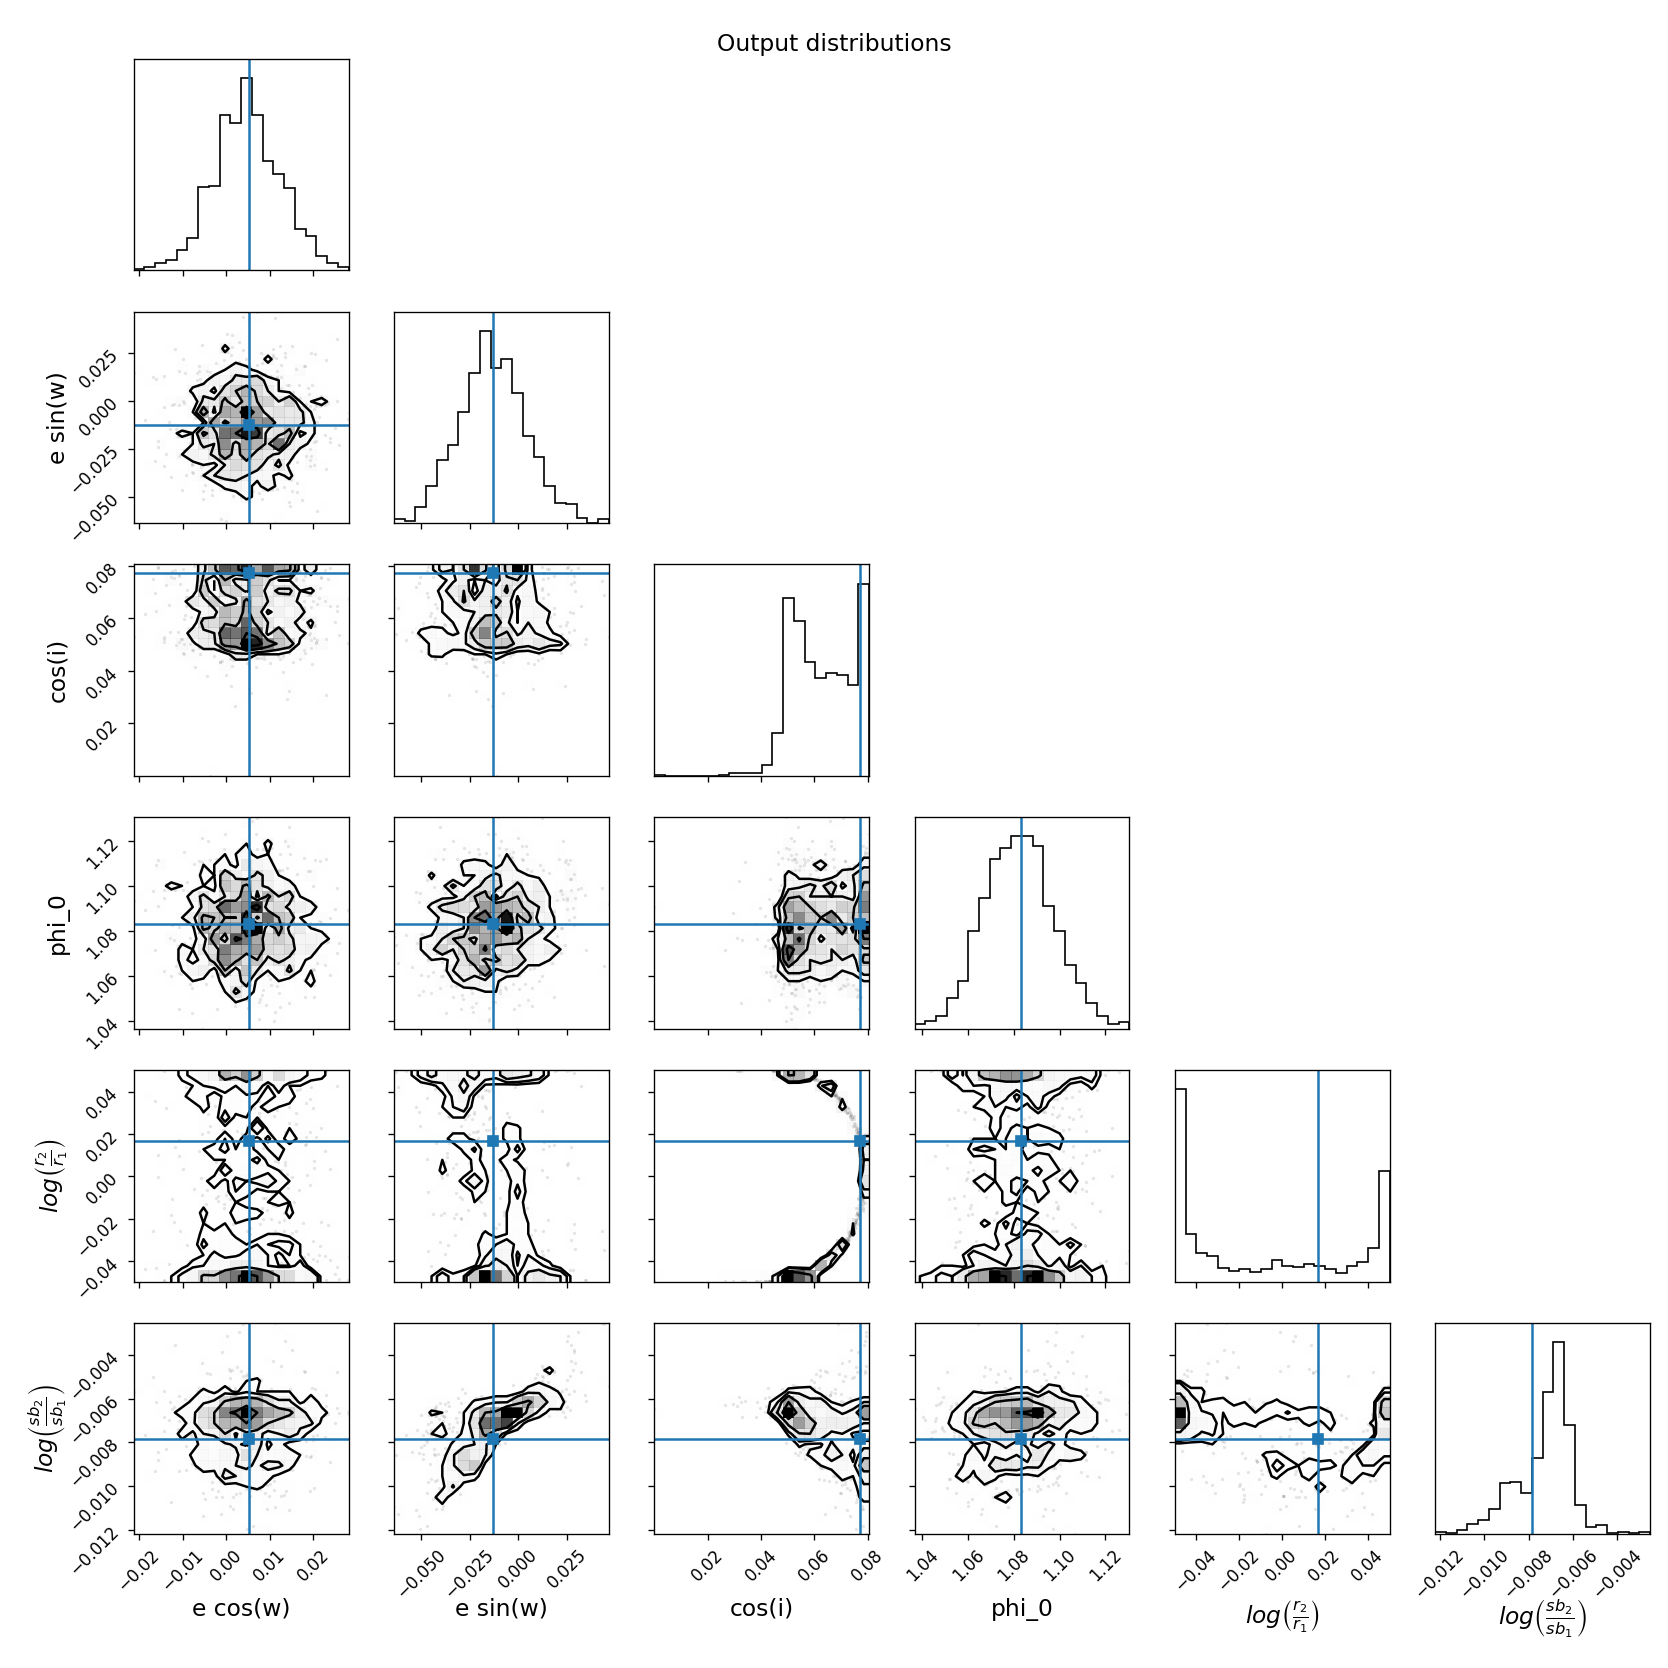 Output distributions
e sin(w)
0.025
0.000
−0.025
−0.050
cos(i)
0.08
0.06
0.04
0.02
phi_0
1.12
1.10
1.08
1.06
1.04
log(r₂/r₁)
0.04
0.02
0.00
−0.02
−0.04
log(sb₂/sb₁)
−0.004
−0.006
−0.008
−0.010
−0.012
−0.02 −0.01 0.00 0.01 0.02
e cos(w)
−0.050 −0.025 0.000 0.025
e sin(w)
0.02 0.04 0.06 0.08
cos(i)
1.04 1.06 1.08 1.10 1.12
phi_0
−0.04 −0.02 0.00 0.02 0.04
log(r₂/r₁)
−0.012 −0.010 −0.008 −0.006 −0.004
log(sb₂/sb₁)